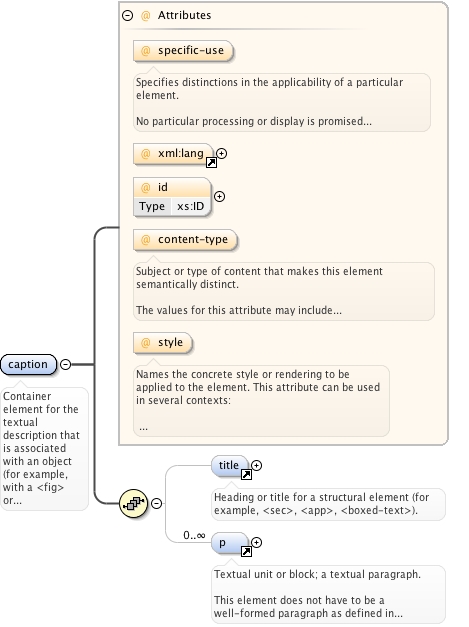 @ Attributes
@ specific-use
Specifies distinctions in the applicability of a particular
element.
No particular processing or display is promised...
@ xml:lang
@ id
Type xs:ID
@ content-type
Subject or type of content that makes this element
semantically distinct.
The values for this attribute may include...
@ style
Names the concrete style or rendering to be
applied to the element. This attribute can be used
in several contexts:
...
caption
Container
element for the
textual
description that
is associated
with an object
(for example,
with a <fig>
or...
title
Heading or title for a structural element (for
example, <sec>, <app>, <boxed-text>).
0..∞
p
Textual unit or block; a textual paragraph.
This element does not have to be a
well-formed paragraph as defined in...